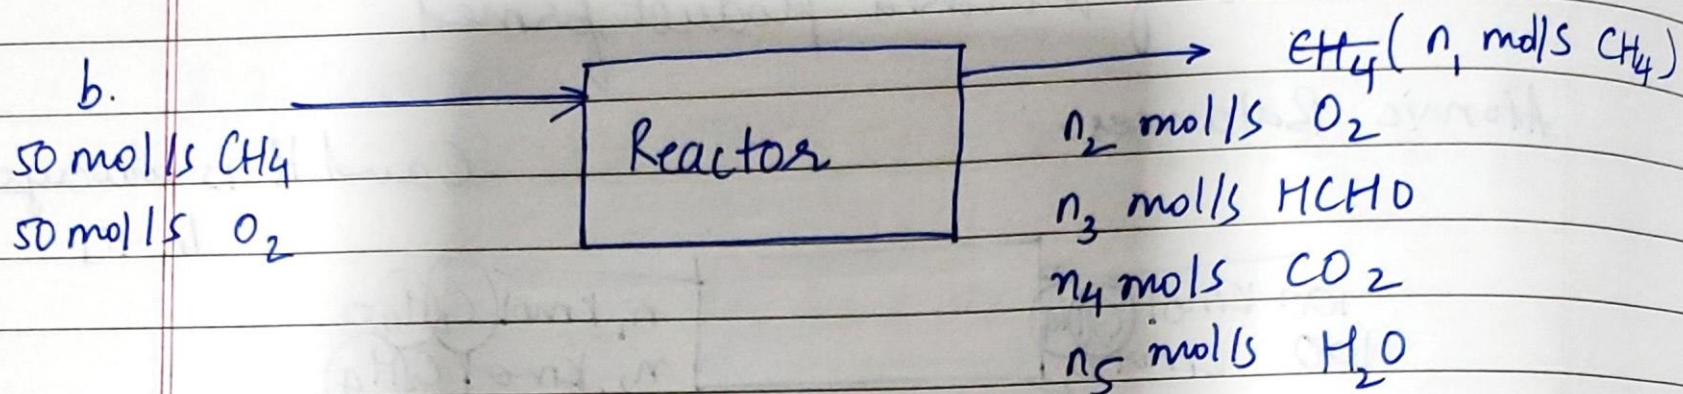 b.
50 mol/s CH4
50 mol/s O2
Reactor
CH4 (n1 mol/s CH4)
n2 mol/s O2
n3 mol/s HCHO
n4 mols CO2
n5 mol/s H2O